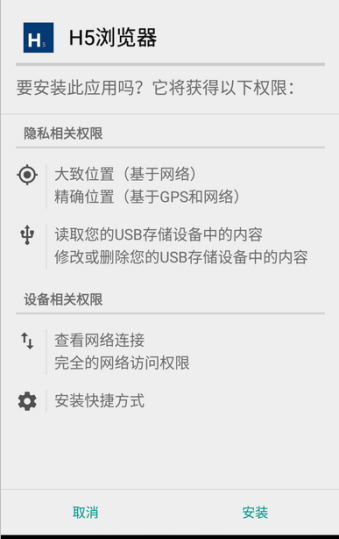 H5
H5浏览器
要安装此应用吗？它将获得以下权限：
隐私相关权限
大致位置（基于网络）
精确位置（基于GPS和网络）
读取您的USB存储设备中的内容
修改或删除您的USB存储设备中的内容
设备相关权限
查看网络连接
完全的网络访问权限
安装快捷方式
取消 安装